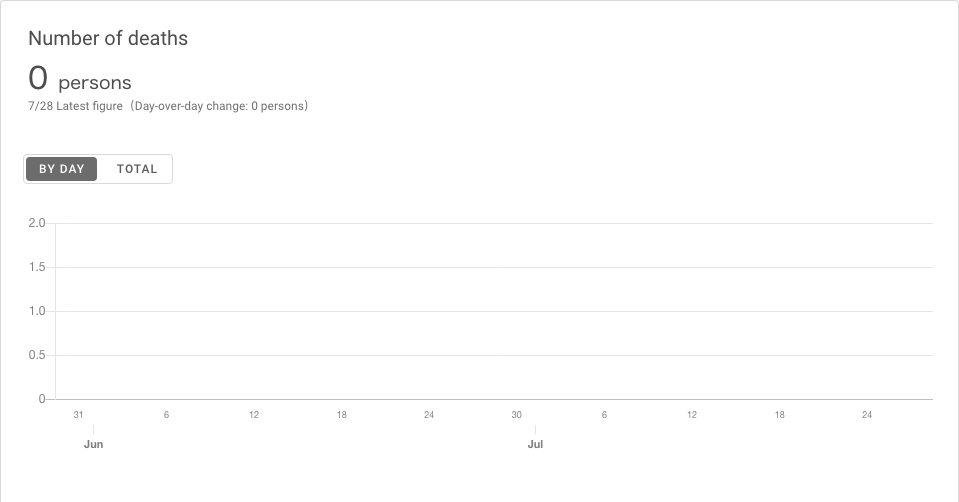 Number of deaths
0 persons
7/28 Latest figure（Day-over-day change: 0 persons）
BY DAY TOTAL
2.0
1.5
1.0
0.5
0
31 6 12 18 24 30 6 12 18 24
Jun Jul